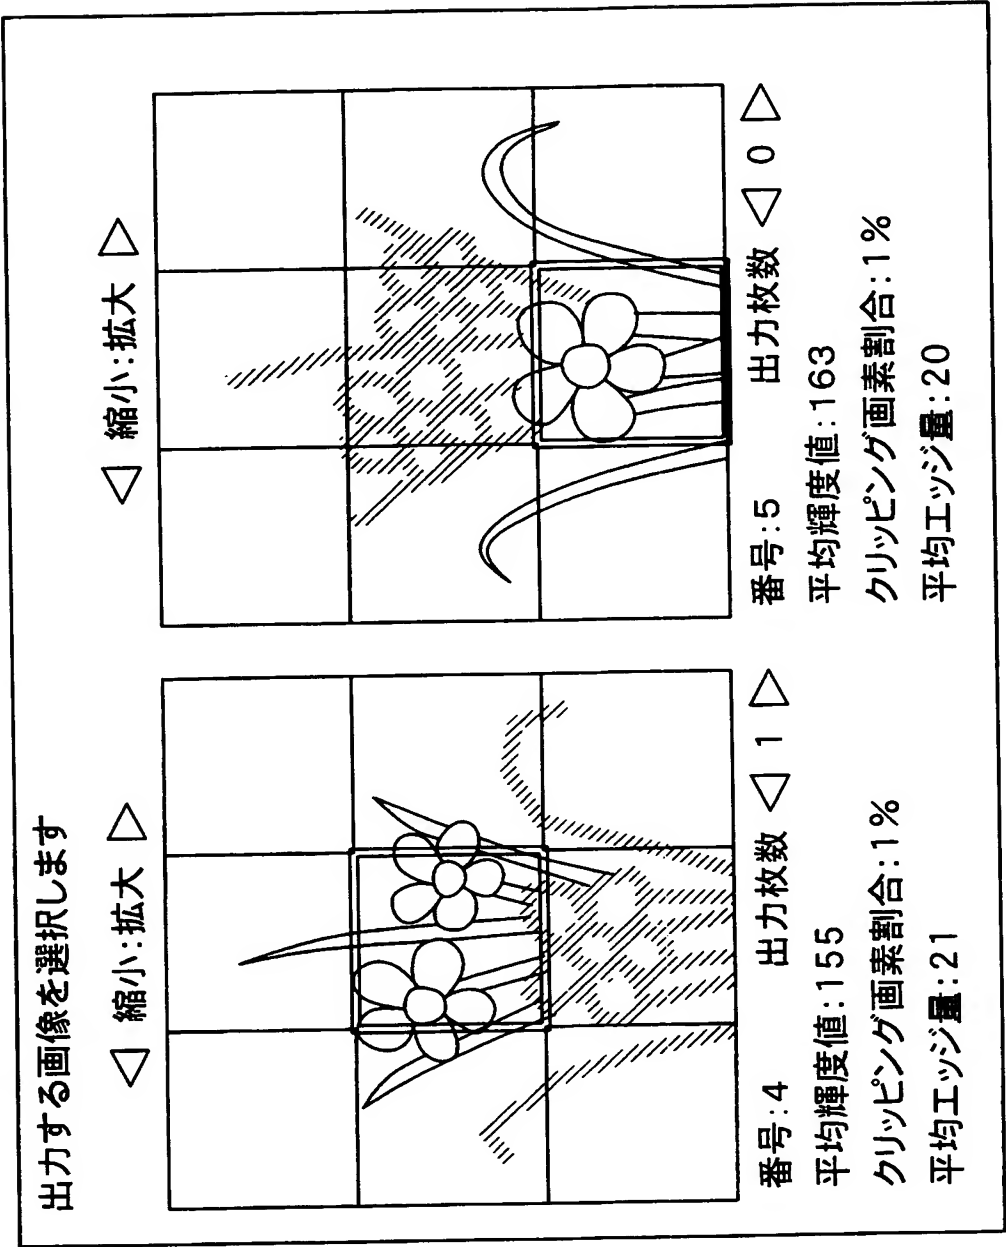 出力する画像を選択します
◁ 縮小:拡大 ▷
番号:4 出力枚数 ◁ 1 ▷
平均輝度値:155
クリッピング画素割合:1%
平均エッジ量:21
◁ 縮小:拡大 ▷
番号:5 出力枚数 ◁ 0 ▷
平均輝度値:163
クリッピング画素割合:1%
平均エッジ量:20